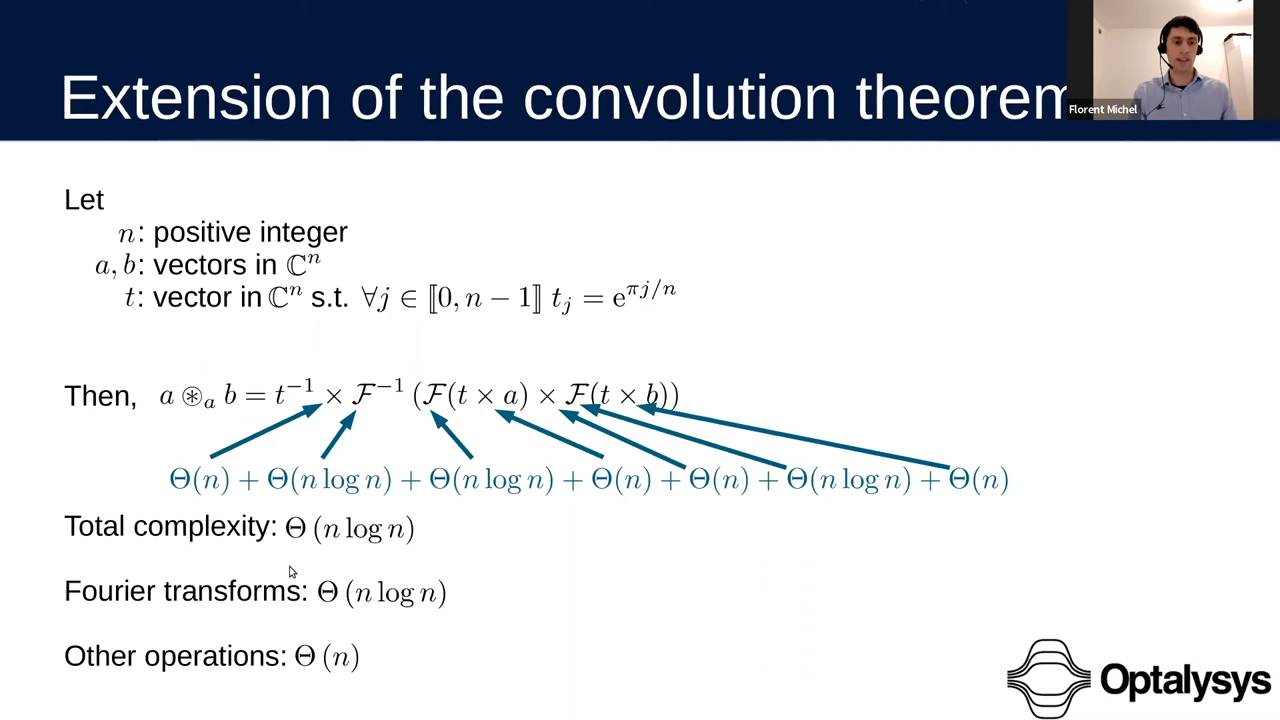 Extension of the convolution theorem
Florent Michel
Let
n: positive integer
a, b: vectors in ℂⁿ
t: vector in ℂⁿ s.t. ∀j ∈ ⟦0, n − 1⟧ t_j = e^{πj/n}
Then, a ⊛_a b = t⁻¹ × ℱ⁻¹ (ℱ(t × a) × ℱ(t × b))
Θ(n) + Θ(n log n) + Θ(n log n) + Θ(n) + Θ(n) + Θ(n log n) + Θ(n)
Total complexity: Θ (n log n)
Fourier transforms: Θ (n log n)
Other operations: Θ (n)
Optalysys